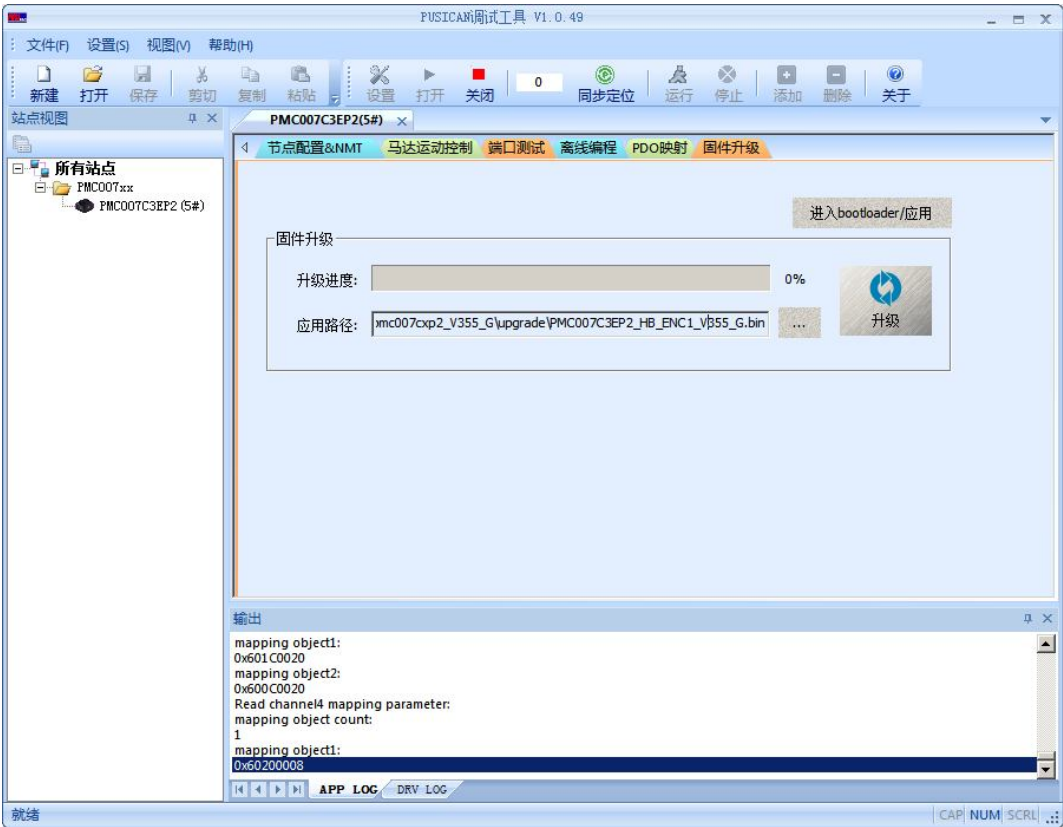 PUSICAN调试工具 V1.0.49
文件(F) 设置(S) 视图(V) 帮助(H)
新建 打开 保存 剪切 复制 粘贴 设置 打开 关闭 0 同步定位 运行 停止 添加 删除 关于
站点视图
PMC007C3EP2(5#)
节点配置&NMT 马达运动控制 端口测试 离线编程 PDO映射 固件升级
所有站点
PMC007xx
PMC007C3EP2(5#)
进入bootloader/应用
固件升级
升级进度: 0%
应用路径: mc007cxp2_V355_G\upgrade\PMC007C3EP2_HB_ENC1_V355_G.bin ...
升级
输出
mapping object1:
0x601C0020
mapping object2:
0x600C0020
Read channel4 mapping parameter:
mapping object count:
1
mapping object1:
0x60200008
APP LOG DRV LOG
就绪 CAP NUM SCRL